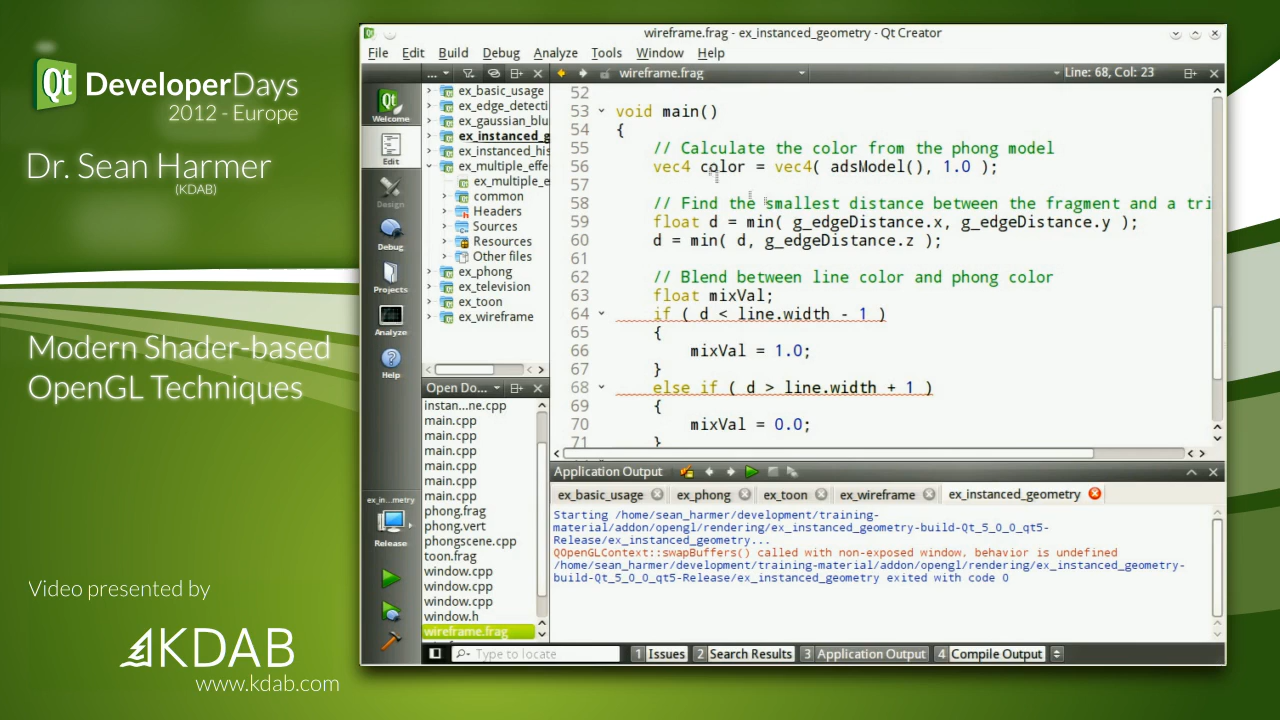 Qt DeveloperDays
2012 - Europe
Dr. Sean Harmer
(KDAB)
Modern Shader-based
OpenGL Techniques
Video presented by
KDAB
www.kdab.com
wireframe.frag - ex_instanced_geometry - Qt Creator
File Edit Build Debug Analyze Tools Window Help
wireframe.frag
Line: 68, Col: 23
Qt
Welcome
Edit
Design
Debug
Projects
Analyze
Help
ex_in...metry
Release
ex_basic_usage
ex_edge_detecti
ex_gaussian_blu
ex_instanced_g
ex_instanced_his
ex_multiple_effe
ex_multiple_e
common
Headers
Sources
Resources
Other files
ex_phong
ex_television
ex_toon
ex_wireframe
Open Do...
instan...ne.cpp
main.cpp
main.cpp
main.cpp
main.cpp
main.cpp
main.cpp
phong.frag
phong.vert
phongscene.cpp
toon.frag
window.cpp
window.cpp
window.cpp
window.h
wireframe.frag
52
53 void main()
54 {
55 // Calculate the color from the phong model
56 vec4 color = vec4( adsModel(), 1.0 );
57
58 // Find the smallest distance between the fragment and a tri
59 float d = min( g_edgeDistance.x, g_edgeDistance.y );
60 d = min( d, g_edgeDistance.z );
61
62 // Blend between line color and phong color
63 float mixVal;
64 if ( d < line.width - 1 )
65 {
66 mixVal = 1.0;
67 }
68 else if ( d > line.width + 1 )
69 {
70 mixVal = 0.0;
71 }
Application Output
ex_basic_usage ex_phong ex_toon ex_wireframe ex_instanced_geometry
Starting /home/sean_harmer/development/training-
material/addon/opengl/rendering/ex_instanced_geometry-build-Qt_5_0_0_qt5-
Release/ex_instanced_geometry...
QOpenGLContext::swapBuffers() called with non-exposed window, behavior is undefined
/home/sean_harmer/development/training-material/addon/opengl/rendering/ex_instanced_geometry-
build-Qt_5_0_0_qt5-Release/ex_instanced_geometry exited with code 0
Type to locate
1 Issues 2 Search Results 3 Application Output 4 Compile Output